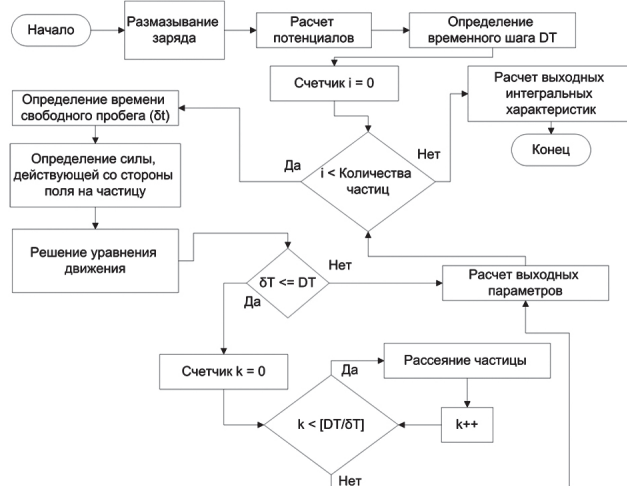 Начало
Размазывание
заряда
Расчет
потенциалов
Определение
временного шага DT
Счетчик i = 0
Расчет выходных
интегральных
характеристик
Определение времени
свободного пробега (δt)
Да
i < Количества
частиц
Нет
Конец
Определение силы,
действующей со стороны
поля на частицу
Решение уравнения
движения
δT <= DT
Нет
Да
Расчет выходных
параметров
Счетчик k = 0
Да
Рассеяние частицы
k < [DT/δT]
k++
Нет